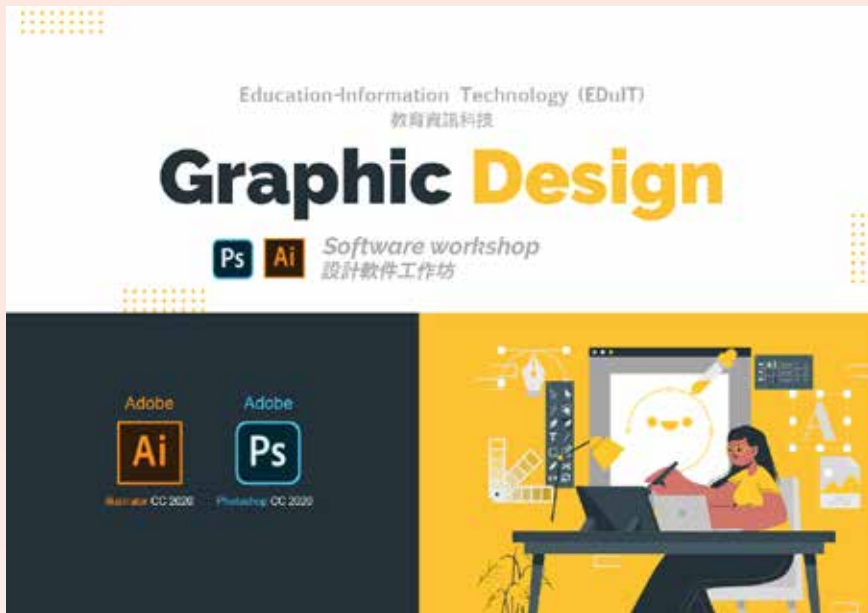 Education-Information Technology (EDuIT)
教育資訊科技
Graphic Design
Ps Ai Software workshop
設計軟件工作坊
Adobe Adobe
Ai Ps
Illustrator CC 2020 Photoshop CC 2020
T
A